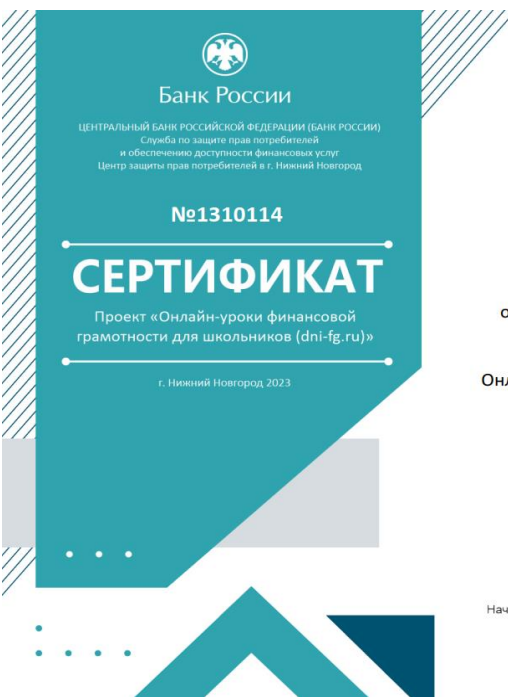 Банк России
ЦЕНТРАЛЬНЫЙ БАНК РОССИЙСКОЙ ФЕДЕРАЦИИ (БАНК РОССИИ)
Служба по защите прав потребителей
и обеспечению доступности финансовых услуг
Центр защиты прав потребителей в г. Нижний Новгород
№1310114
СЕРТИФИКАТ
Проект «Онлайн-уроки финансовой
грамотности для школьников (dni-fg.ru)»
г. Нижний Новгород 2023